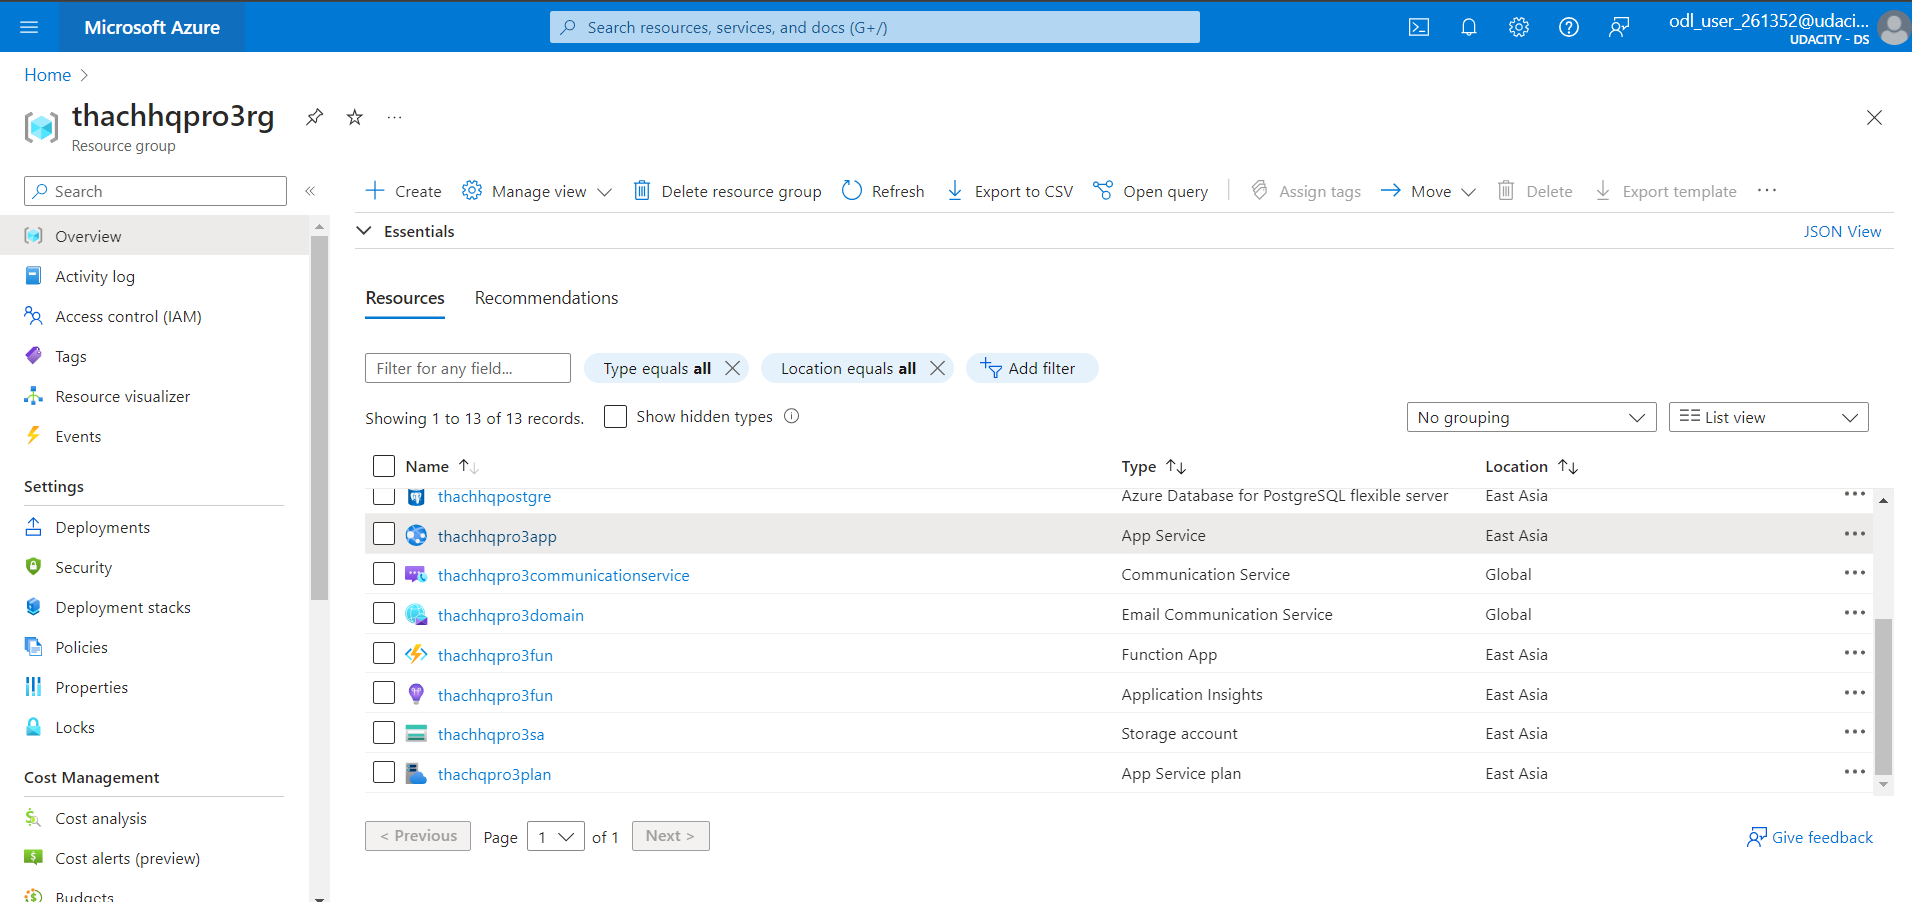 Microsoft Azure
Search resources, services, and docs (G+/)
odl_user_261352@udaci...
UDACITY - DS
Home
thachhqpro3rg
Resource group
Search
Create
Manage view
Delete resource group
Refresh
Export to CSV
Open query
Assign tags
Move
Delete
Export template
Overview
Activity log
Access control (IAM)
Tags
Resource visualizer
Events
Settings
Deployments
Security
Deployment stacks
Policies
Properties
Locks
Cost Management
Cost analysis
Cost alerts (preview)
Budgets
Essentials
JSON View
Resources
Recommendations
Filter for any field...
Type equals all
Location equals all
Add filter
Showing 1 to 13 of 13 records.
Show hidden types
No grouping
List view
Name
Type
Location
thachhqpostgre Azure Database for PostgreSQL flexible server East Asia
thachhqpro3app App Service East Asia
thachhqpro3communicationservice Communication Service Global
thachhqpro3domain Email Communication Service Global
thachhqpro3fun Function App East Asia
thachhqpro3fun Application Insights East Asia
thachhqpro3sa Storage account East Asia
thachqpro3plan App Service plan East Asia
< Previous
Page 1 of 1
Next >
Give feedback